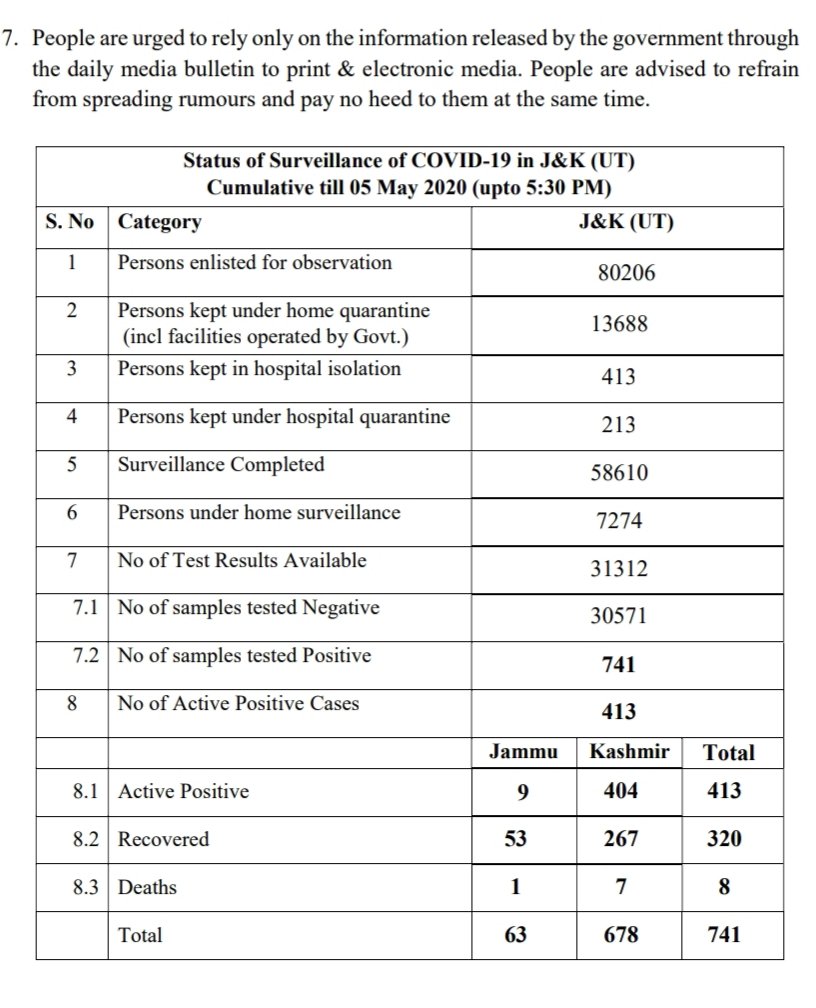 7. People are urged to rely only on the information released by the government through
the daily media bulletin to print & electronic media. People are advised to refrain
from spreading rumours and pay no heed to them at the same time.
Status of Surveillance of COVID-19 in J&K (UT)
Cumulative till 05 May 2020 (upto 5:30 PM)
S. No Category J&K (UT)
1 Persons enlisted for observation 80206
2 Persons kept under home quarantine
(incl facilities operated by Govt.) 13688
3 Persons kept in hospital isolation 413
4 Persons kept under hospital quarantine 213
5 Surveillance Completed 58610
6 Persons under home surveillance 7274
7 No of Test Results Available 31312
7.1 No of samples tested Negative 30571
7.2 No of samples tested Positive 741
8 No of Active Positive Cases 413
Jammu Kashmir Total
8.1 Active Positive 9 404 413
8.2 Recovered 53 267 320
8.3 Deaths 1 7 8
Total 63 678 741